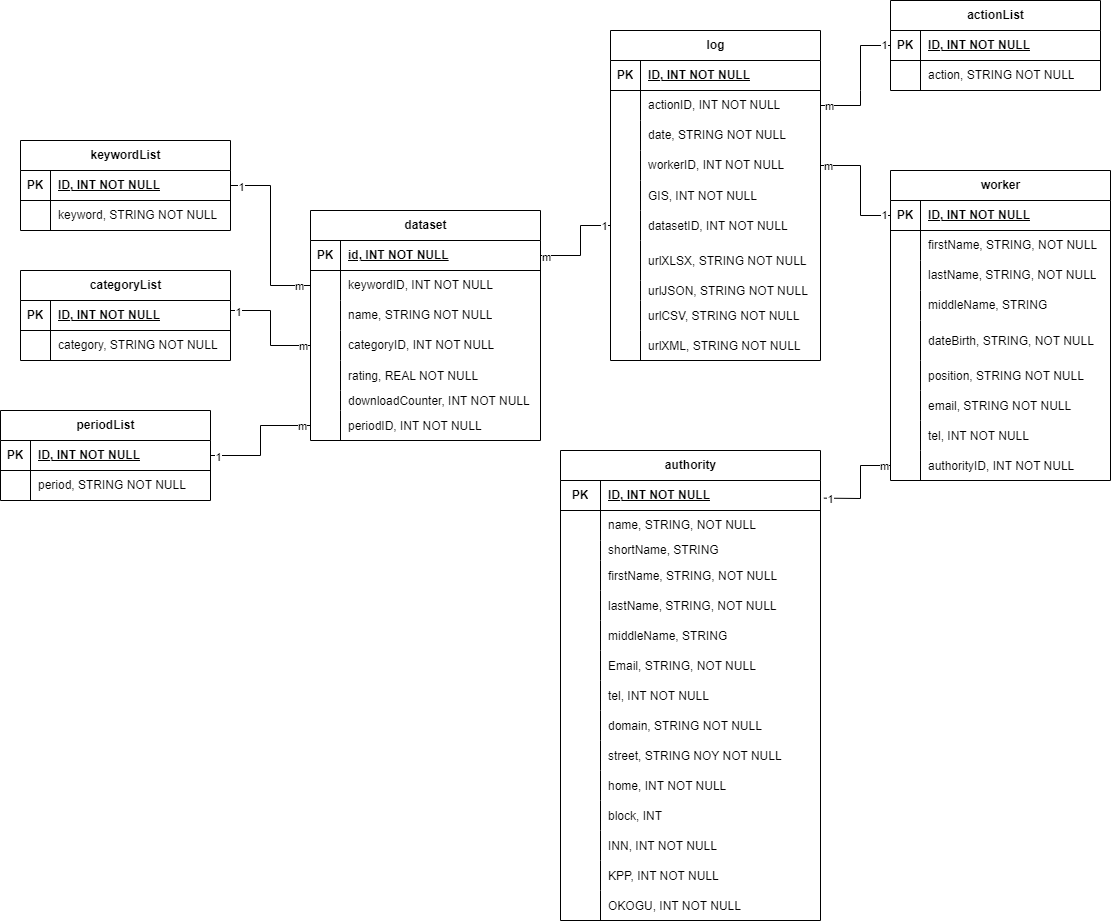 actionList
PK ID, INT NOT NULL
action, STRING NOT NULL
log
PK ID, INT NOT NULL
actionID, INT NOT NULL
date, STRING NOT NULL
workerID, INT NOT NULL
GIS, INT NOT NULL
datasetID, INT NOT NULL
urlXLSX, STRING NOT NULL
urlJSON, STRING NOT NULL
urlCSV, STRING NOT NULL
urlXML, STRING NOT NULL
1
m
1
m
1
keywordList
PK ID, INT NOT NULL
keyword, STRING NOT NULL
1
m
categoryList
PK ID, INT NOT NULL
category, STRING NOT NULL
1
m
periodList
PK ID, INT NOT NULL
period, STRING NOT NULL
1
m
dataset
PK id, INT NOT NULL
keywordID, INT NOT NULL
name, STRING NOT NULL
categoryID, INT NOT NULL
rating, REAL NOT NULL
downloadCounter, INT NOT NULL
periodID, INT NOT NULL
m
1
worker
PK ID, INT NOT NULL
firstName, STRING, NOT NULL
lastName, STRING, NOT NULL
middleName, STRING
dateBirth, STRING, NOT NULL
position, STRING NOT NULL
email, STRING NOT NULL
tel, INT NOT NULL
authorityID, INT NOT NULL
m
1
authority
PK ID, INT NOT NULL
name, STRING, NOT NULL
shortName, STRING
firstName, STRING, NOT NULL
lastName, STRING, NOT NULL
middleName, STRING
Email, STRING, NOT NULL
tel, INT NOT NULL
domain, STRING NOT NULL
street, STRING NOY NOT NULL
home, INT NOT NULL
block, INT
INN, INT NOT NULL
KPP, INT NOT NULL
OKOGU, INT NOT NULL